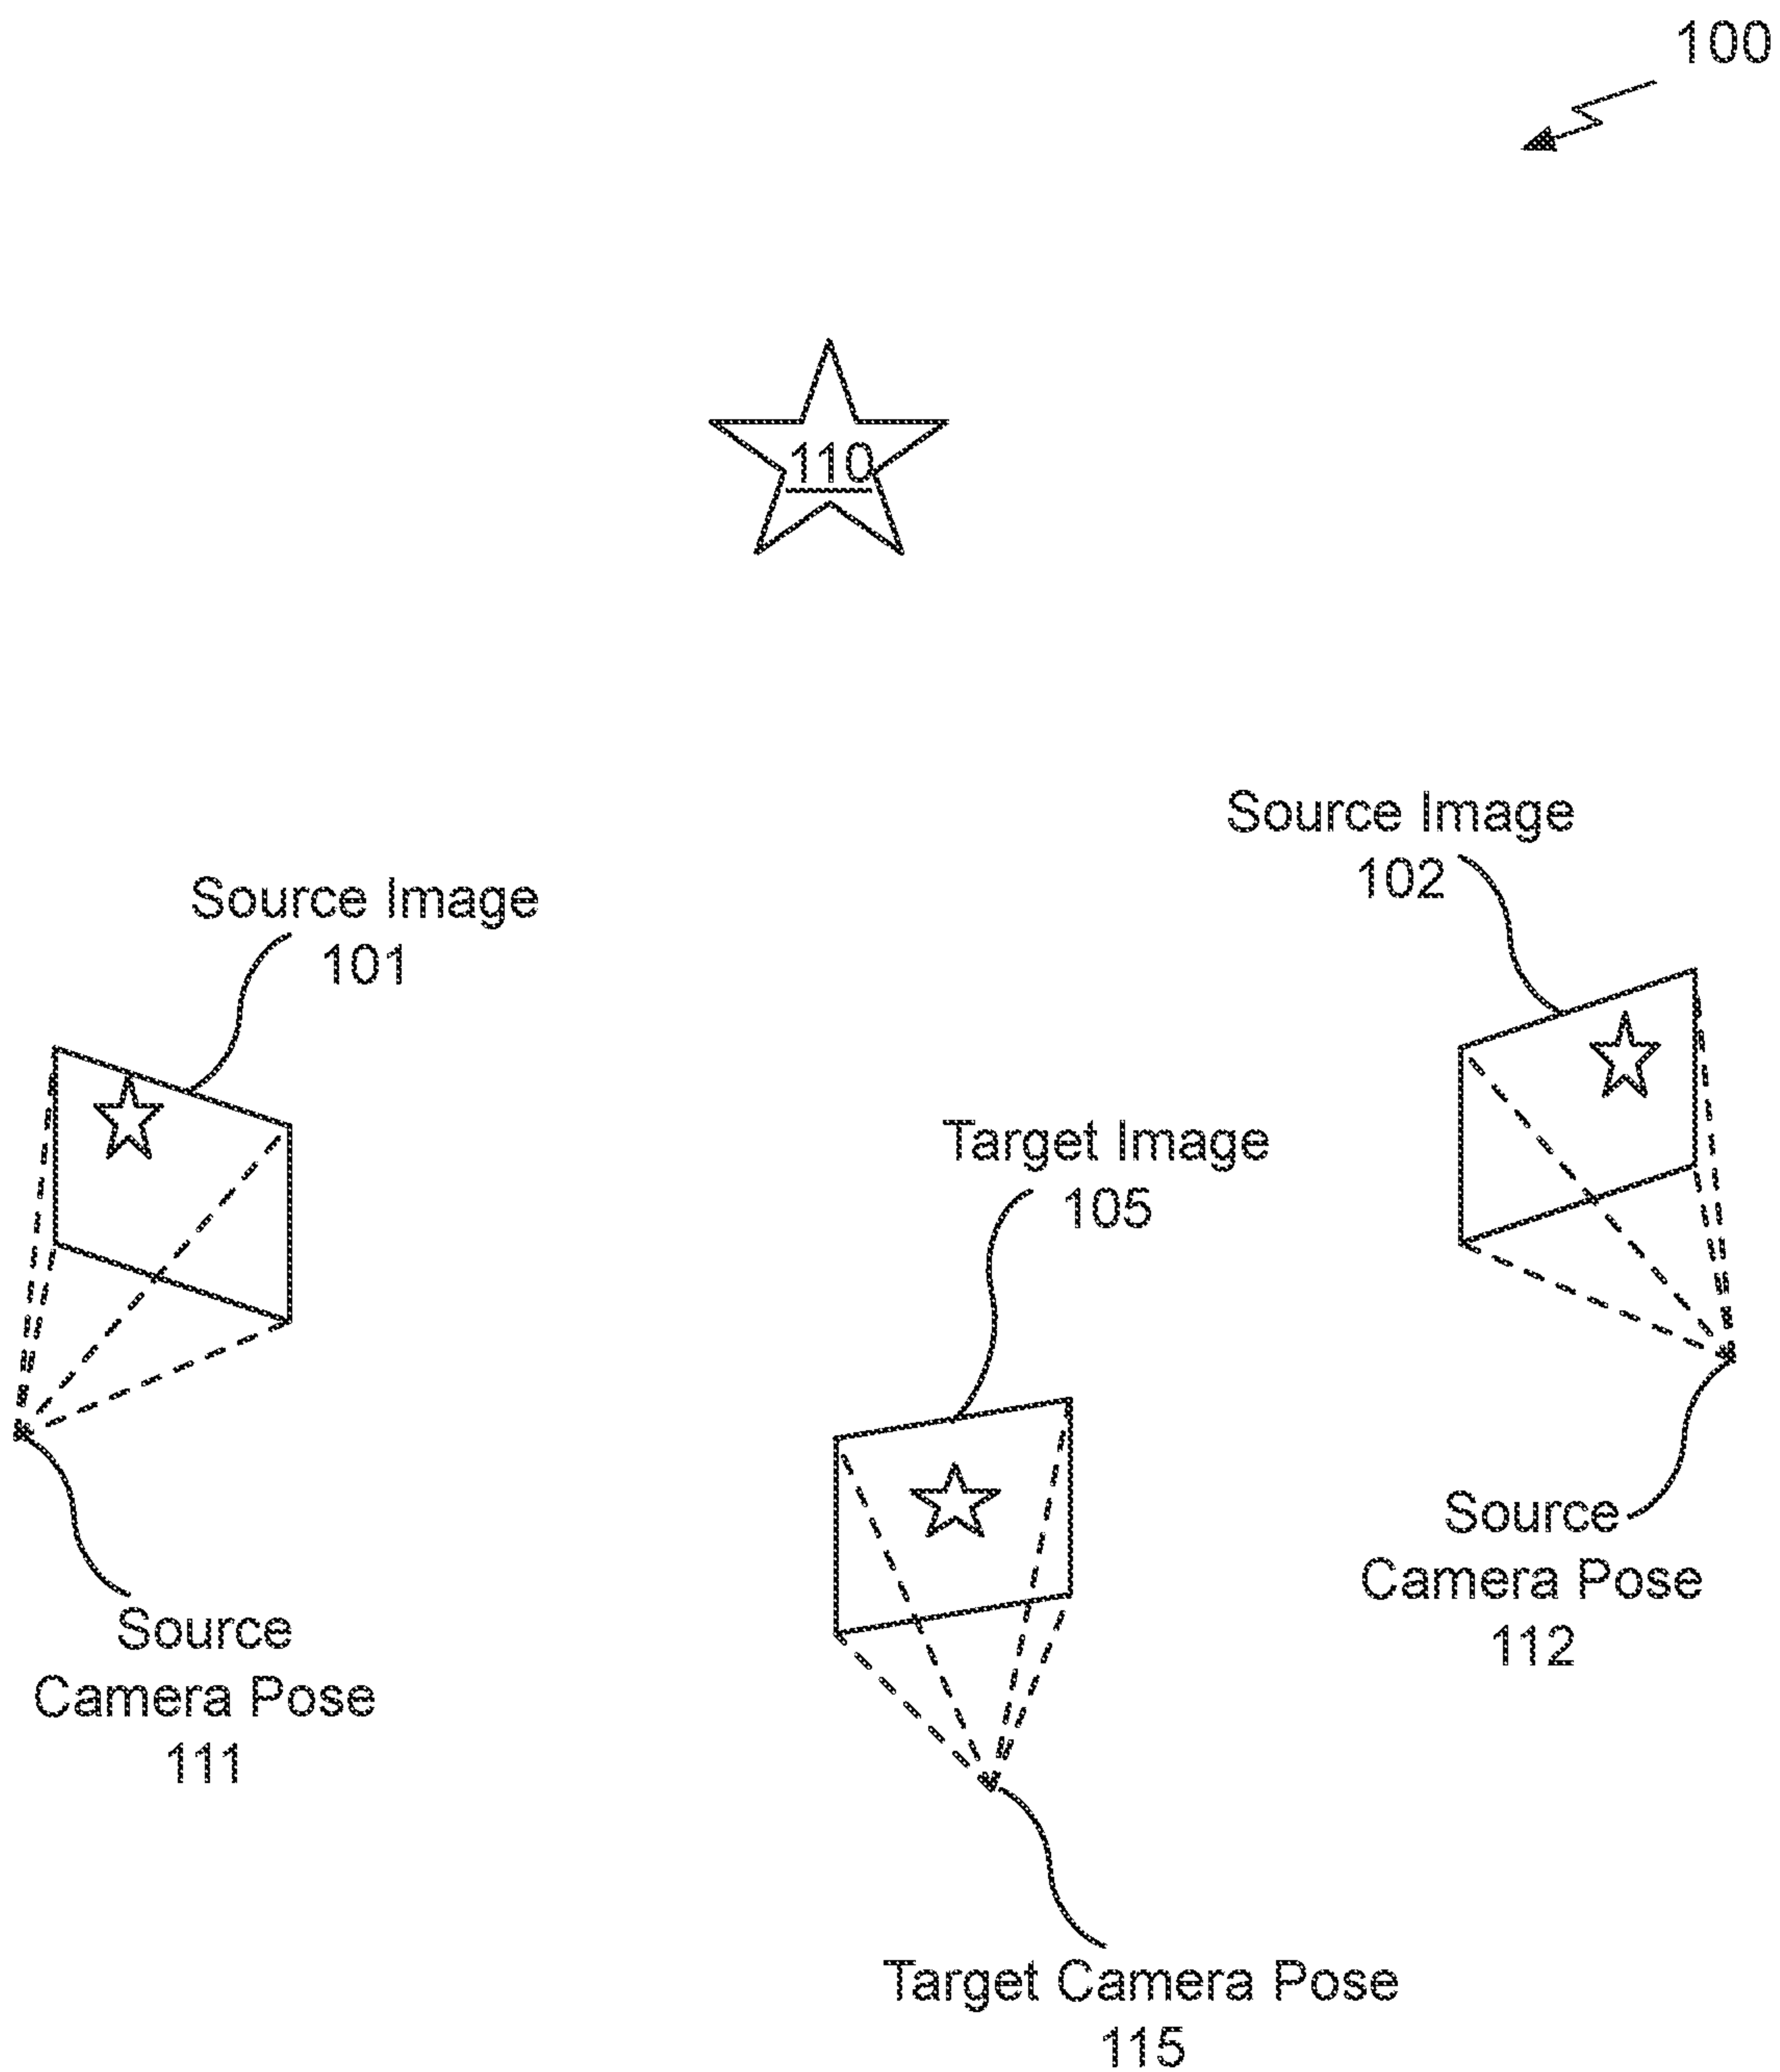 100
110
Source Image
102
Source Image
101
Target Image
105
Source
Camera Pose
112
Source
Camera Pose
111
Target Camera Pose
115